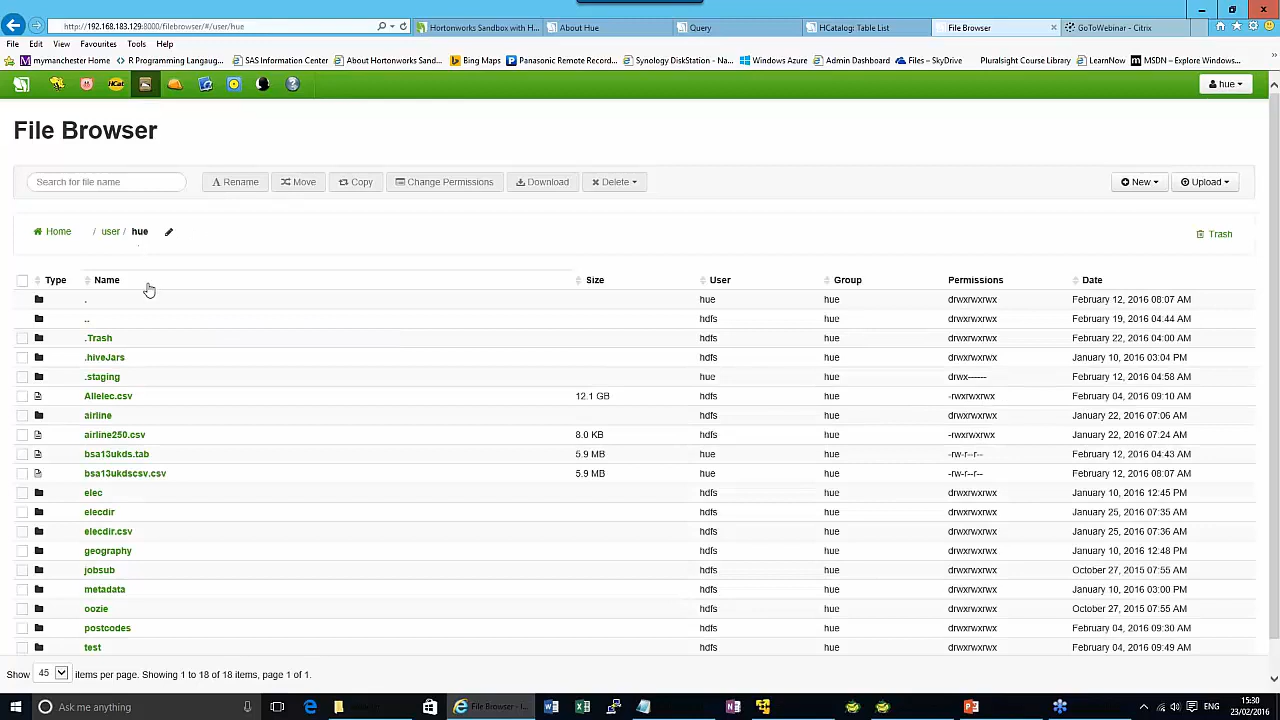 http://192.168.183.129:8000/filebrowser/#/user/hue
Hortonworks Sandbox with H...
About Hue
Query
HCatalog: Table List
File Browser
GoToWebinar - Citrix
File Edit View Favourites Tools Help
mymanchester Home
R Programming Langaug...
SAS Information Center
About Hortonworks Sand...
Bing Maps
Panasonic Remote Recor...
Synology DiskStation - Na...
Windows Azure
Admin Dashboard
Files – SkyDrive
Pluralsight Course Library
LearnNow
MSDN – Explore Windows...
HCat
hue
File Browser
Search for file name
Rename Move Copy Change Permissions Download Delete New Upload
Home / user / hue
Trash
Type Name Size User Group Permissions Date
. hue hue drwxrwxrwx February 12, 2016 08:07 AM
.. hdfs hue drwxrwxrwx February 19, 2016 04:44 AM
.Trash hdfs hue drwxrwxrwx February 22, 2016 04:00 AM
.hiveJars hdfs hue drwxrwxrwx January 10, 2016 03:04 PM
.staging hue hue drwx------ February 12, 2016 04:58 AM
Allelec.csv 12.1 GB hdfs hue -rwxrwxrwx February 04, 2016 09:10 AM
airline hdfs hue drwxrwxrwx January 22, 2016 07:06 AM
airline250.csv 8.0 KB hdfs hue -rwxrwxrwx January 22, 2016 07:24 AM
bsa13ukds.tab 5.9 MB hue hue -rw-r--r-- February 12, 2016 04:43 AM
bsa13ukdscsv.csv 5.9 MB hue hue -rw-r--r-- February 12, 2016 08:07 AM
elec hdfs hue drwxrwxrwx January 10, 2016 12:45 PM
elecdir hdfs hue drwxrwxrwx January 25, 2016 07:35 AM
elecdir.csv hdfs hue drwxrwxrwx January 25, 2016 07:36 AM
geography hdfs hue drwxrwxrwx January 10, 2016 12:48 PM
jobsub hdfs hue drwxrwxrwx October 27, 2015 07:55 AM
metadata hdfs hue drwxrwxrwx January 10, 2016 03:00 PM
oozie hdfs hue drwxrwxrwx October 27, 2015 07:55 AM
postcodes hdfs hue drwxrwxrwx February 04, 2016 09:30 AM
test hdfs hue drwxrwxrwx February 04, 2016 09:49 AM
Show 45 items per page. Showing 1 to 18 of 18 items, page 1 of 1.
Ask me anything
File Browser - I...
ENG
15:30
23/02/2016